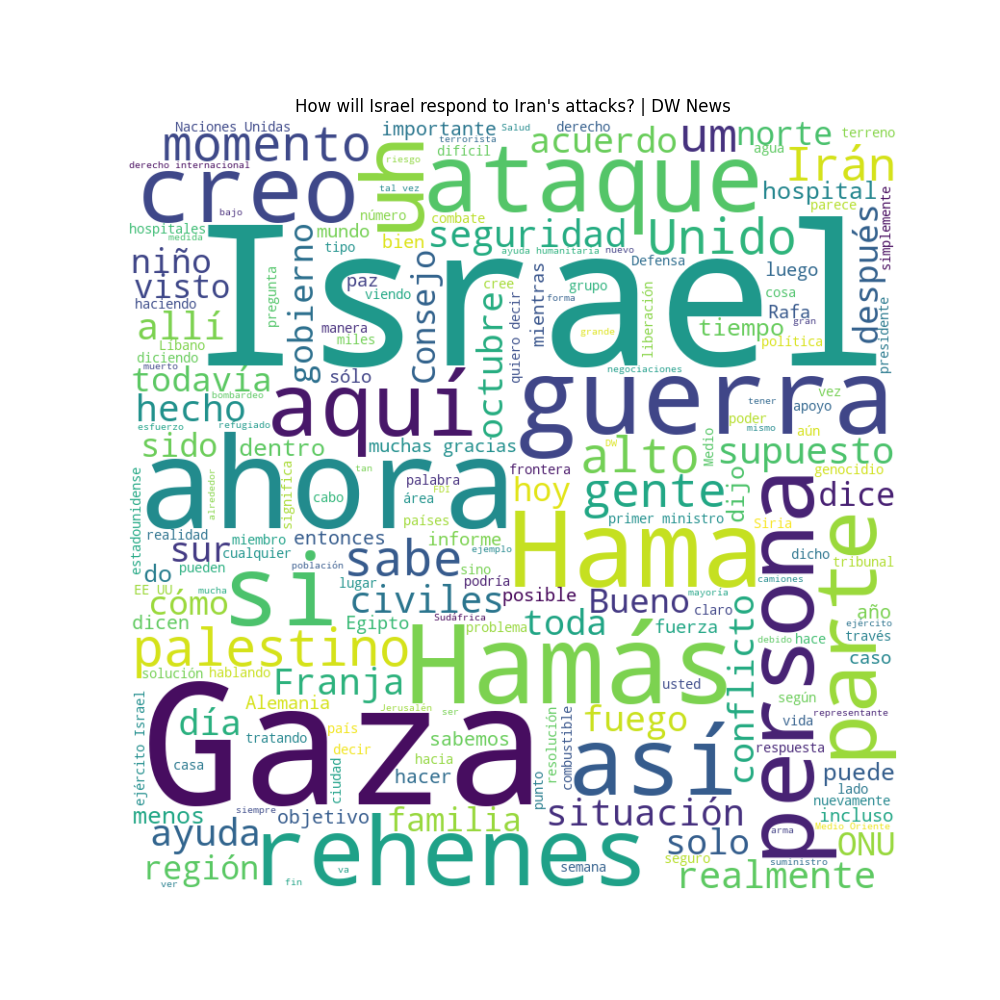 How will Israel respond to Iran's attacks? | DW News
Naciones Unidas
importante
Salud
derecho
terrorista
momento
acuerdo
um
norte
terreno
derecho internacional
difícil
agua
uh
riesgo
ataque
Irán
creo
tal vez
hospital
bajo
número
combate
parece
simplemente
hospitales
medida
mundo
seguridad
Unido
después
tipo
bien
ayuda humanitaria
nuevo
niño
gobierno
Israel
Defensa
luego
visto
pregunta
paz
viendo
Consejo
cree
grupo
cosa
haciendo
forma
mientras
Rafa
gran
allí
manera
miles
octubre
quiero decir
grande
liberación
tiempo
política
presidente
Líbano
diciendo
sólo
muerto
negociaciones
todavía
bombardeo
aquí
guerra
vez
tener
apoyo
hecho
esfuerzo
refugiado
poder
mismo
aún
sido
dentro
muchas gracias
DW
alto
Medio
supuesto
ahora
tan
frontera
genocidio
estadounidense
alrededor
significa
palabra
FDI
hoy
gente
dijo
dice
cabo
área
persona
países
primer ministro
Siria
parte
realidad
miembro
entonces
informe
Hama
tribunal
sur
cualquier
ejemplo
dicho
sabe
población
sino
do
pueden
si
lugar
podría
camiones
EE UU
mucha
posible
mayoría
cómo
civiles
Bueno
claro
año
dicen
Egipto
Sudáfrica
problema
toda
fuerza
conflicto
ejército
través
palestino
Hamás
debido
hace
caso
solución
hablando
Franja
usted
ejército Israel
Jerusalén
ser
según
vida
Gaza
Alemania
representante
día
país
fuego
tratando
decir
sabemos
resolución
combustible
así
respuesta
casa
hacia
hacer
puede
ciudad
punto
lado
nuevamente
menos
siempre
objetivo
familia
situación
incluso
ayuda
rehenes
solo
arma
Medio Oriente
ONU
región
va
semana
seguro
suministro
ver
fin
realmente